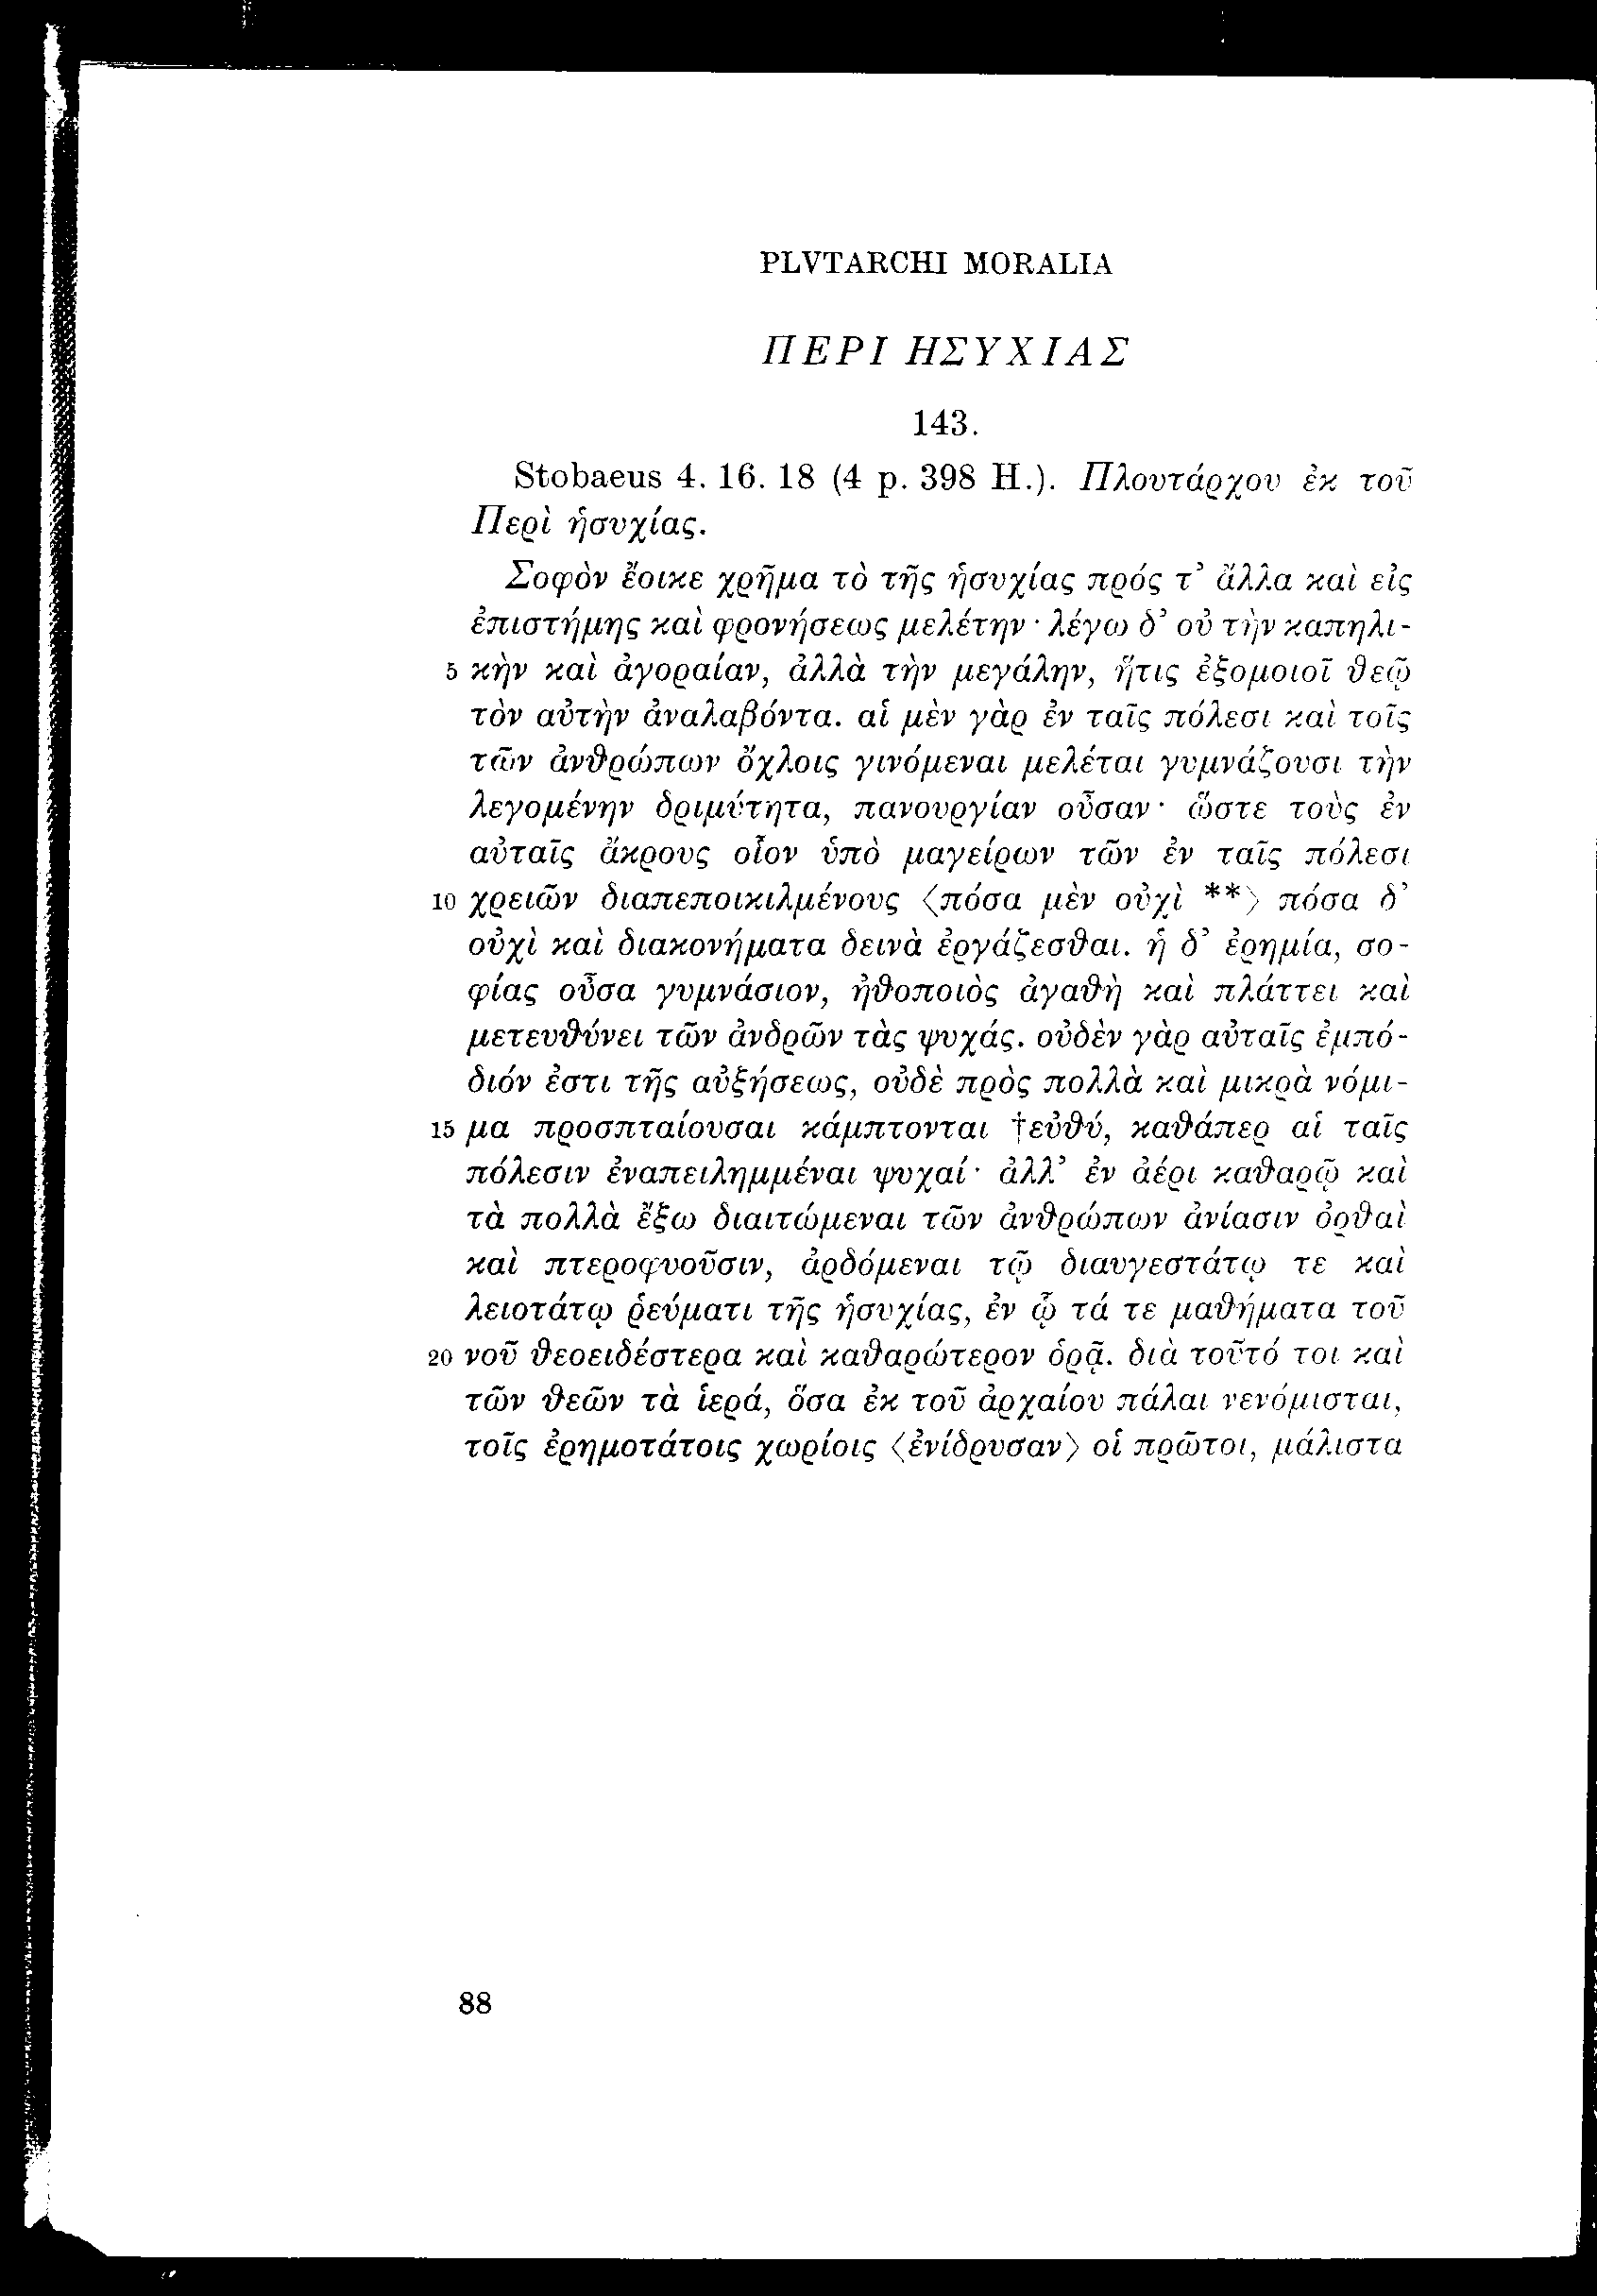 PLVTARCHI MORALIA
ΠΕΡΙ ΗΣΥΧΙΑΣ
143.
Stobaeus 4. 16. 18 (4 p. 398 H.). Πλουτάρχου ἐκ τοῦ
Περὶ ἡσυχίας.
Σοφὸν ἔοικε χρῆμα τὸ τῆς ἡσυχίας πρός τ’ ἄλλα καὶ εἰς
ἐπιστήμης καὶ φρονήσεως μελέτην· λέγω δ’ οὐ τὴν καπηλι-
5 κὴν καὶ ἀγοραίαν, ἀλλὰ τὴν μεγάλην, ἥτις ἐξομοιοῖ θεῷ
τὸν αὐτὴν ἀναλαβόντα. αἱ μὲν γὰρ ἐν ταῖς πόλεσι καὶ τοῖς
τῶν ἀνθρώπων ὄχλοις γινόμεναι μελέται γυμνάζουσι τὴν
λεγομένην δριμύτητα, πανουργίαν οὖσαν· ὥστε τοὺς ἐν
αὐταῖς ἄκρους οἷον ὑπὸ μαγείρων τῶν ἐν ταῖς πόλεσι
10 χρειῶν διαπεποικιλμένους ⟨πόσα μὲν οὐχὶ **⟩ πόσα δ’
οὐχὶ καὶ διακονήματα δεινὰ ἐργάζεσθαι. ἡ δ’ ἐρημία, σο-
φίας οὖσα γυμνάσιον, ἠθοποιὸς ἀγαθὴ καὶ πλάττει καὶ
μετευθύνει τῶν ἀνδρῶν τὰς ψυχάς. οὐδὲν γὰρ αὐταῖς ἐμπό-
διόν ἐστι τῆς αὐξήσεως, οὐδὲ πρὸς πολλὰ καὶ μικρὰ νόμι-
15 μα προσπταίουσαι κάμπτονται †εὐθύ, καθάπερ αἱ ταῖς
πόλεσιν ἐναπειλημμέναι ψυχαί· ἀλλ’ ἐν ἀέρι καθαρῷ καὶ
τὰ πολλὰ ἔξω διαιτώμεναι τῶν ἀνθρώπων ἀνίασιν ὀρθαὶ
καὶ πτεροφυοῦσιν, ἀρδόμεναι τῷ διαυγεστάτῳ τε καὶ
λειοτάτῳ ῥεύματι τῆς ἡσυχίας, ἐν ᾧ τά τε μαθήματα τοῦ
20 νοῦ θεοειδέστερα καὶ καθαρώτερον ὁρᾷ. διὰ τοῦτό τοι καὶ
τῶν θεῶν τὰ ἱερά, ὅσα ἐκ τοῦ ἀρχαίου πάλαι νενόμισται,
τοῖς ἐρημοτάτοις χωρίοις ⟨ἐνίδρυσαν⟩ οἱ πρῶτοι, μάλιστα
88